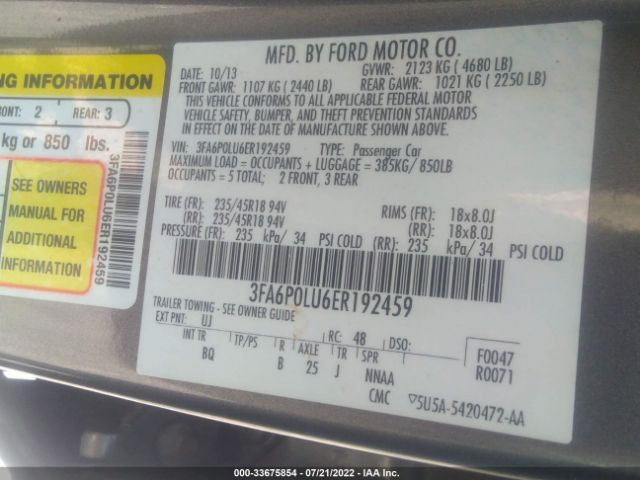 NG INFORMATION
RONT: 2 REAR: 3
kg or 850 lbs.
SEE OWNERS
MANUAL FOR
ADDITIONAL
INFORMATION
3FA6P0LU6ER192459
MFD. BY FORD MOTOR CO.
DATE: 10/13 GVWR: 2123 KG ( 4680 LB)
FRONT GAWR: 1107 KG ( 2440 LB) REAR GAWR: 1021 KG ( 2250 LB)
THIS VEHICLE CONFORMS TO ALL APPLICABLE FEDERAL MOTOR
VEHICLE SAFETY, BUMPER, AND THEFT PREVENTION STANDARDS
IN EFFECT ON THE DATE OF MANUFACTURE SHOWN ABOVE.
VIN: 3FA6P0LU6ER192459 TYPE: Passenger Car
MAXIMUM LOAD = OCCUPANTS + LUGGAGE = 385KG/ 850LB
OCCUPANTS = 5 TOTAL; 2 FRONT, 3 REAR
TIRE (FR): 235/45R18 94V RIMS (FR): 18x8.0J
(RR): 235/45R18 94V (RR): 18x8.0J
PRESSURE (FR): 235 kPa/ 34 PSI COLD (RR): 235 kPa/ 34 PSI COLD
3FA6P0LU6ER192459
TRAILER TOWING - SEE OWNER GUIDE
EXT PNT: UJ RC: 48 DSO: F0047
INT TR TP/PS R AXLE TR SPR R0071
BQ B 25 J NNAA
CMC ▽5U5A-5420472-AA
000-33675854 / 07/21/2022 - IAA Inc.